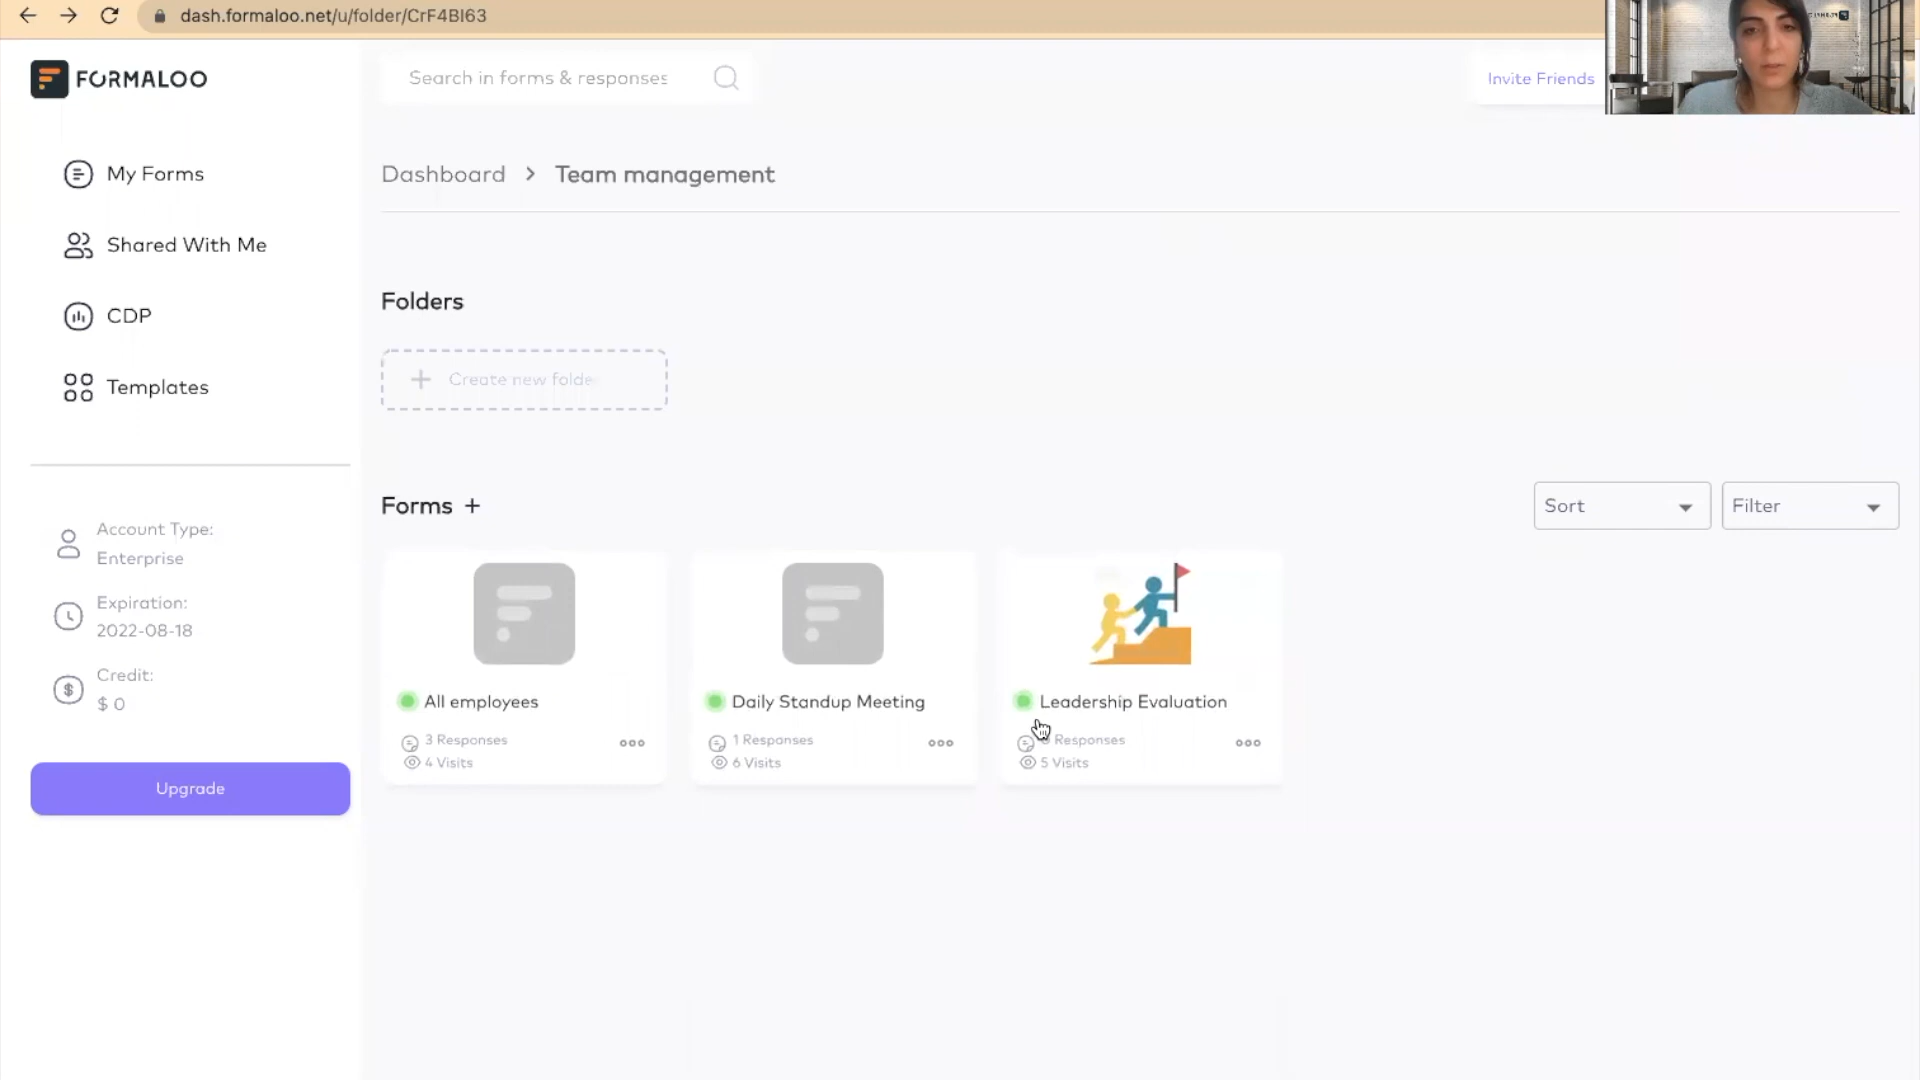 dash.formaloo.net/u/folder/CrF4BI63
FORMALOO
Search in forms & responses
Invite Friends
My Forms
Shared With Me
CDP
Templates
Account Type:
Enterprise
Expiration:
2022-08-18
Credit:
$ 0
Upgrade
Dashboard > Team management
Folders
+ Create new folde
Forms +
Sort
Filter
All employees
3 Responses
4 Visits
Daily Standup Meeting
1 Responses
6 Visits
Leadership Evaluation
Responses
5 Visits